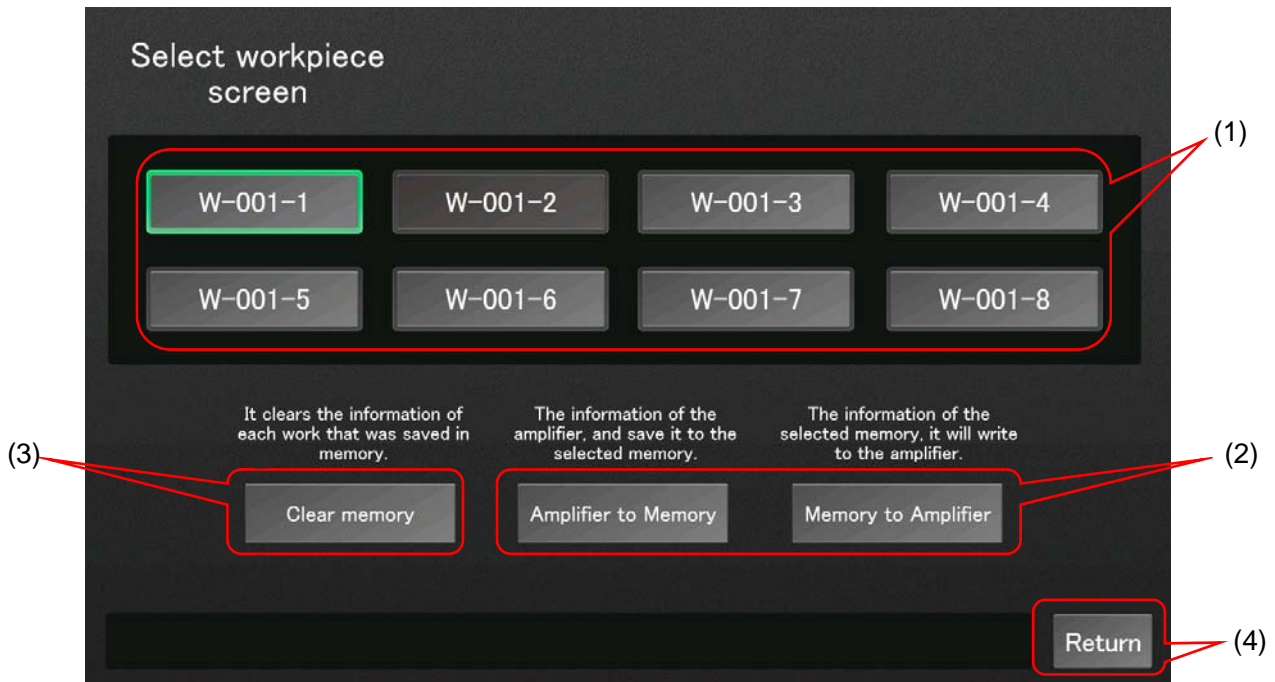 Select workpiece
screen
(1)
W-001-1 W-001-2 W-001-3 W-001-4
W-001-5 W-001-6 W-001-7 W-001-8
It clears the information of
each work that was saved in
memory.
The information of the
amplifier, and save it to the
selected memory.
The information of the
selected memory, it will write
to the amplifier.
(3)
(2)
Clear memory Amplifier to Memory Memory to Amplifier
Return
(4)